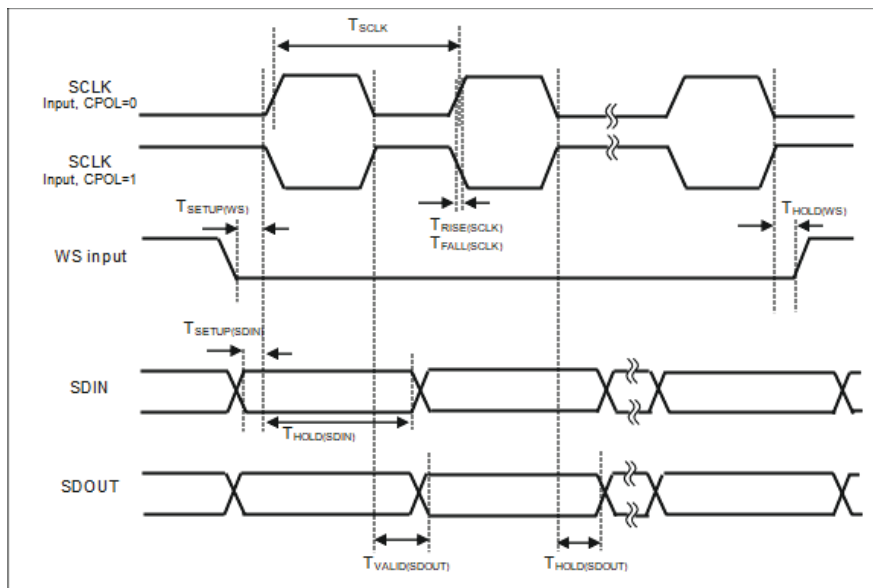 TSCLK
SCLK
Input, CPOL=0
SCLK
Input, CPOL=1
TSETUP(WS)
TRISE(SCLK)
TFALL(SCLK)
THOLD(WS)
WS input
TSETUP(SDIN)
SDIN
THOLD(SDIN)
SDOUT
TVALID(SDOUT)
THOLD(SDOUT)